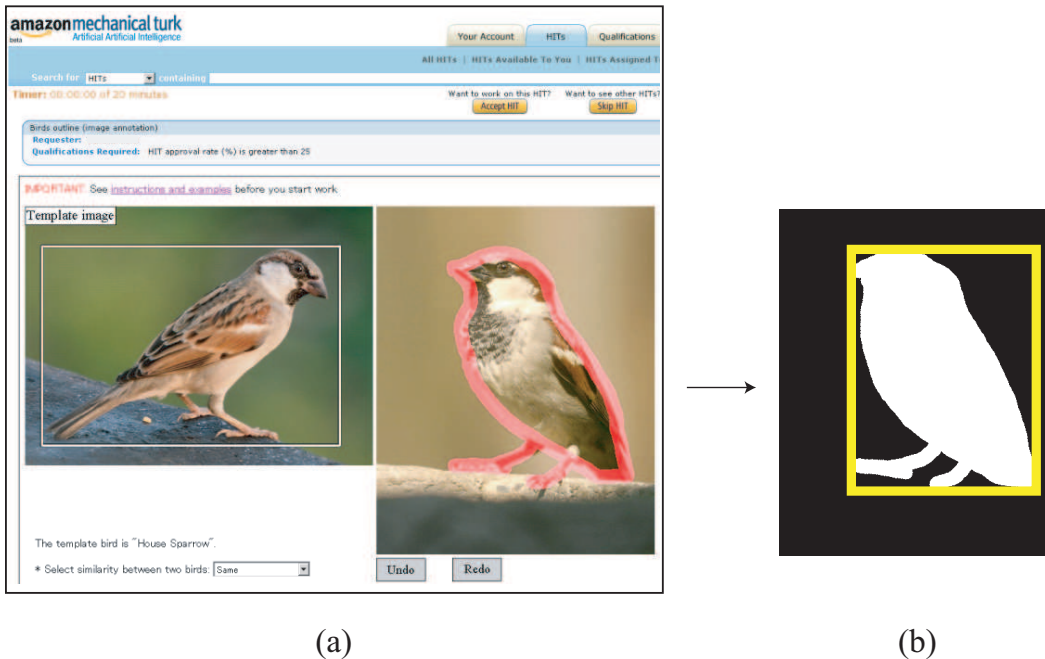 amazonmechanical turk
beta
Artificial Artificial Intelligence
Your Account
HITs
Qualifications
All HITs | HITs Available To You | HITs Assigned T
Search for HITs containing
Timer: 00:00:00 of 20 minutes
Want to work on this HIT?
Want to see other HITs?
Accept HIT
Skip HIT
Birds outline (image annotation)
Requester:
Qualifications Required: HIT approval rate (%) is greater than 25
IMPORTANT: See instructions and examples before you start work
Template image
The template bird is "House Sparrow".
* Select similarity between two birds: Same
Undo
Redo
(a)
(b)